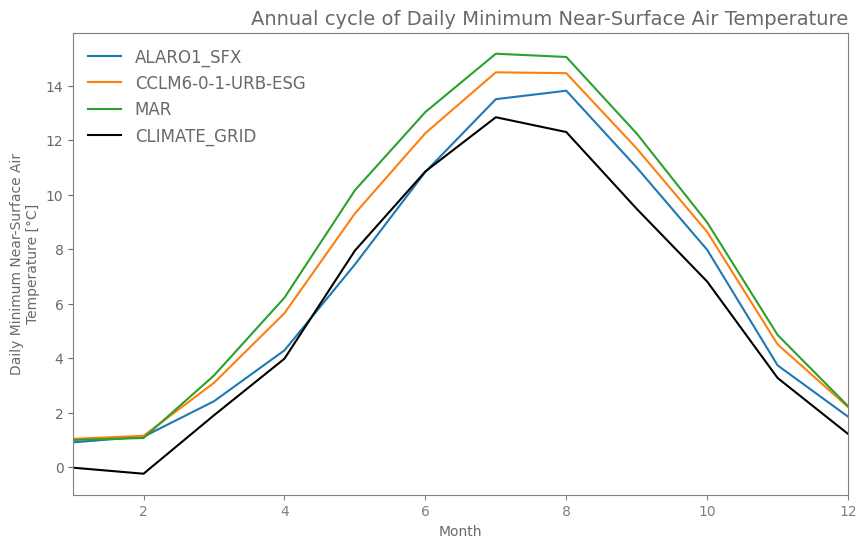 Annual cycle of Daily Minimum Near-Surface Air Temperature
ALARO1_SFX
CCLM6-0-1-URB-ESG
MAR
CLIMATE_GRID
Daily Minimum Near-Surface Air
Temperature [°C]
14
12
10
8
6
4
2
0
2 4 6 8 10 12
Month